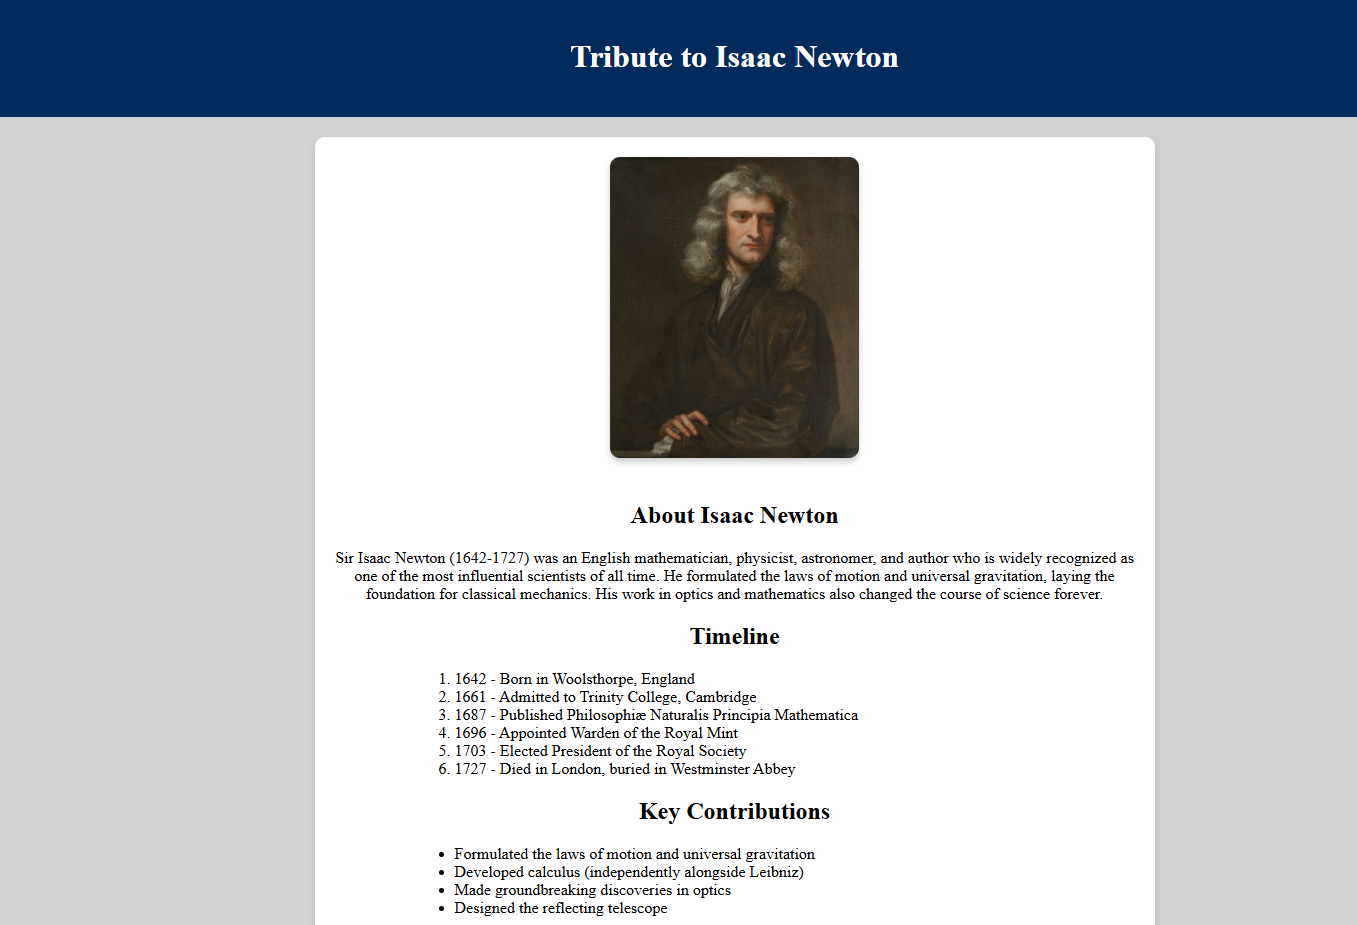 Tribute to Isaac Newton
About Isaac Newton
Sir Isaac Newton (1642-1727) was an English mathematician, physicist, astronomer, and author who is widely recognized as
one of the most influential scientists of all time. He formulated the laws of motion and universal gravitation, laying the
foundation for classical mechanics. His work in optics and mathematics also changed the course of science forever.
Timeline
1. 1642 - Born in Woolsthorpe, England
2. 1661 - Admitted to Trinity College, Cambridge
3. 1687 - Published Philosophiæ Naturalis Principia Mathematica
4. 1696 - Appointed Warden of the Royal Mint
5. 1703 - Elected President of the Royal Society
6. 1727 - Died in London, buried in Westminster Abbey
Key Contributions
• Formulated the laws of motion and universal gravitation
• Developed calculus (independently alongside Leibniz)
• Made groundbreaking discoveries in optics
• Designed the reflecting telescope